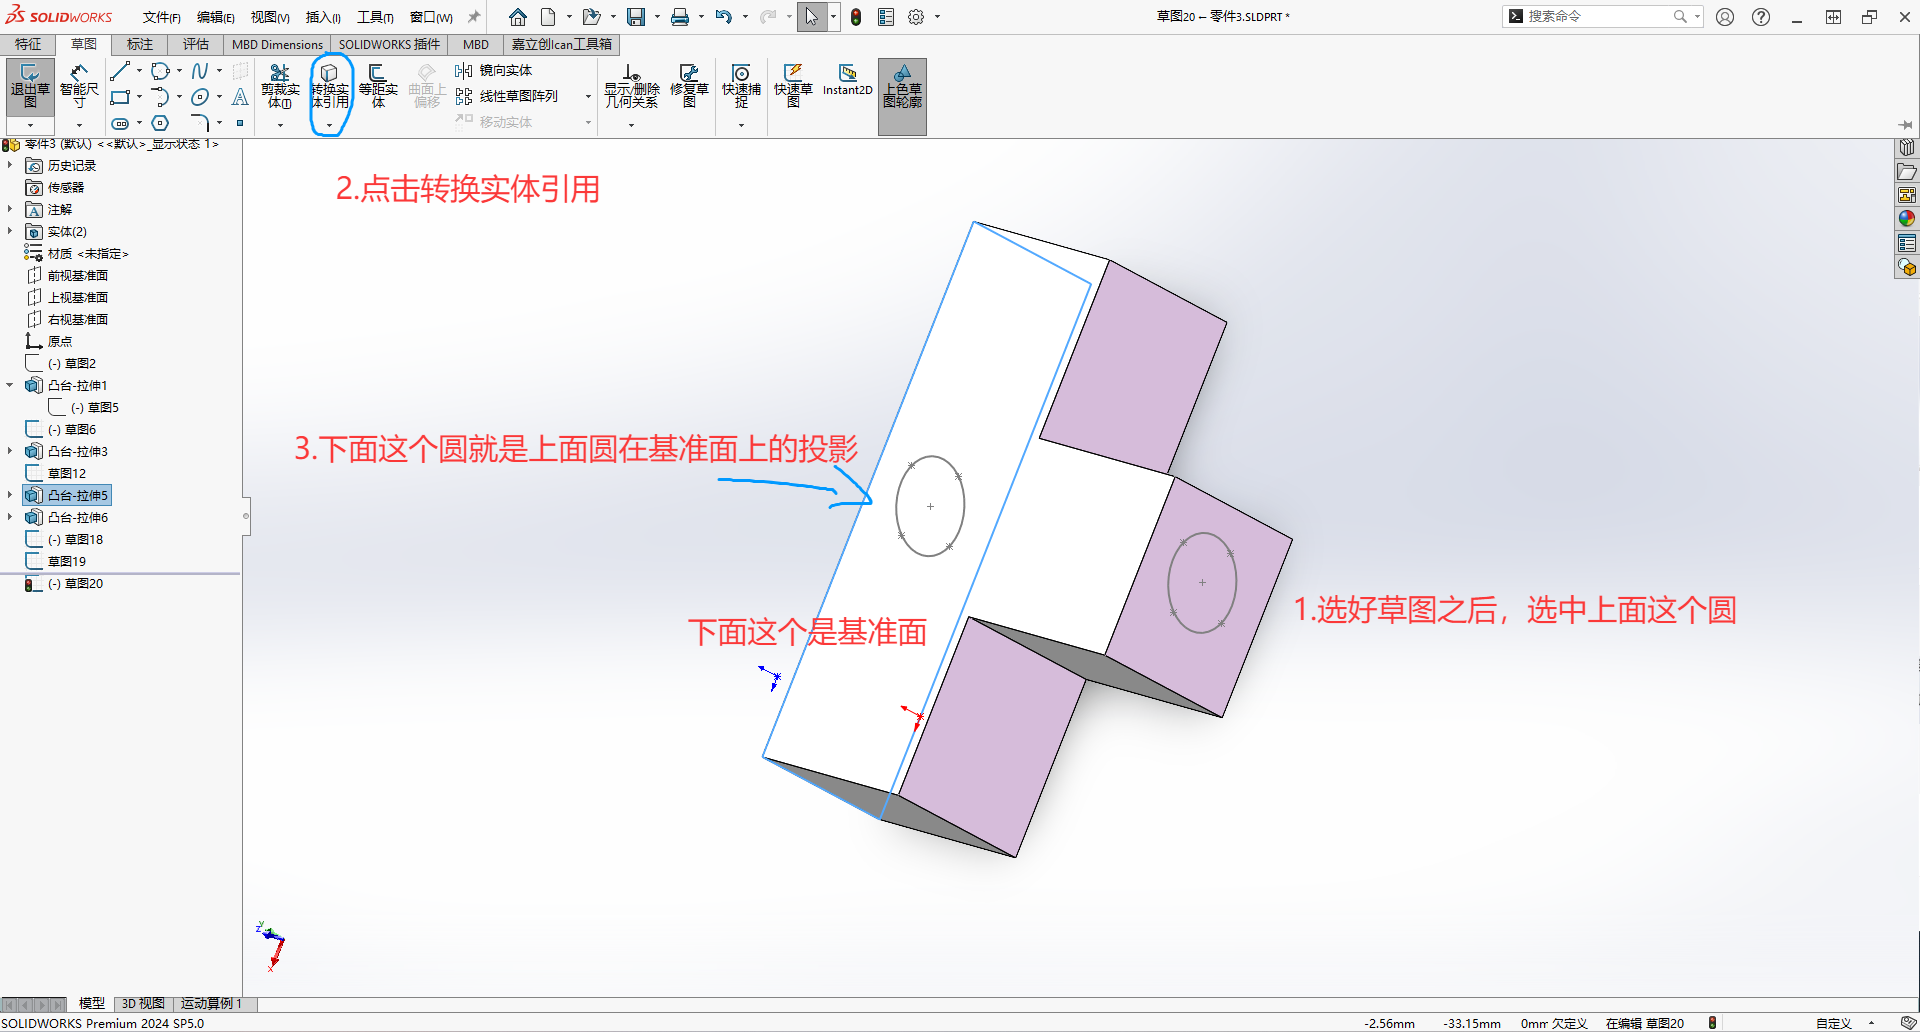 SOLIDWORKS 文件(F) 编辑(E) 视图(V) 插入(I) 工具(T) 窗口(W) 草图20 - 零件3.SLDPRT * 搜索命令
特征 草图 标注 评估 MBD Dimensions SOLIDWORKS 插件 MBD 嘉立创Ican工具箱
退出草图 智能尺寸 剪裁实体(I) 转换实体引用 等距实体 曲面上偏移 镜向实体 线性草图阵列 移动实体 显示/删除几何关系 修复草图 快速捕捉 快速草图 Instant2D 上色草图轮廓
零件3 (默认) <<默认>_显示状态 1>
历史记录
传感器
注解
实体(2)
材质 <未指定>
前视基准面
上视基准面
右视基准面
原点
(-) 草图2
凸台-拉伸1
(-) 草图5
(-) 草图6
凸台-拉伸3
草图12
凸台-拉伸5
凸台-拉伸6
(-) 草图18
草图19
(-) 草图20
2.点击转换实体引用
3.下面这个圆就是上面圆在基准面上的投影
下面这个是基准面
1.选好草图之后，选中上面这个圆
Y
Z
X
模型 3D 视图 运动算例 1
SOLIDWORKS Premium 2024 SP5.0 -2.56mm -33.15mm 0mm 欠定义 在编辑 草图20 自定义